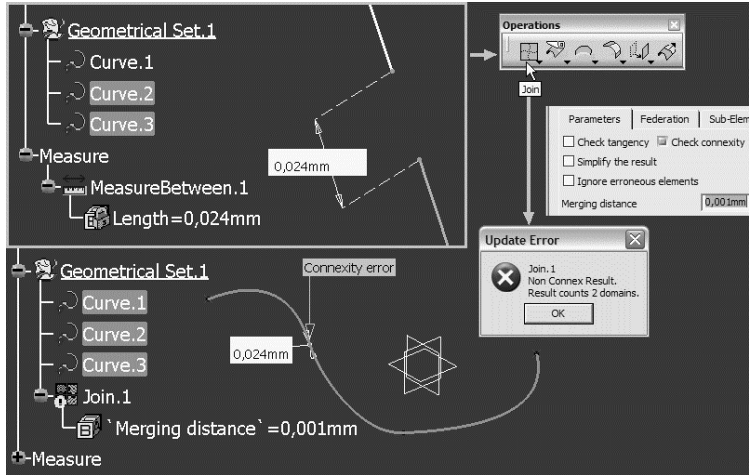 Geometrical Set.1
Curve.1
Curve.2
Curve.3
Measure
MeasureBetween.1
Length=0,024mm
0,024mm
Operations
Join
Parameters
Federation
Sub-Elem
Check tangency
Check connexity
Simplify the result
Ignore erroneous elements
Merging distance
0,001mm
Update Error
Join.1
Non Connex Result.
Result counts 2 domains.
OK
Geometrical Set.1
Connexity error
Curve.1
Curve.2
Curve.3
0,024mm
Join.1
`Merging distance`=0,001mm
Measure